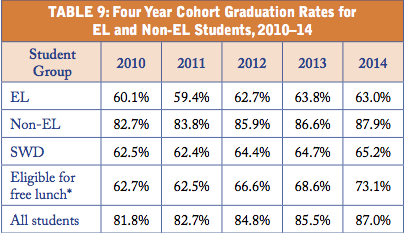 TABLE 9: Four Year Cohort Graduation Rates for
EL and Non-EL Students, 2010–14
Student
Group 2010 2011 2012 2013 2014
EL 60.1% 59.4% 62.7% 63.8% 63.0%
Non-EL 82.7% 83.8% 85.9% 86.6% 87.9%
SWD 62.5% 62.4% 64.4% 64.7% 65.2%
Eligible for
free lunch* 62.7% 62.5% 66.6% 68.6% 73.1%
All students 81.8% 82.7% 84.8% 85.5% 87.0%